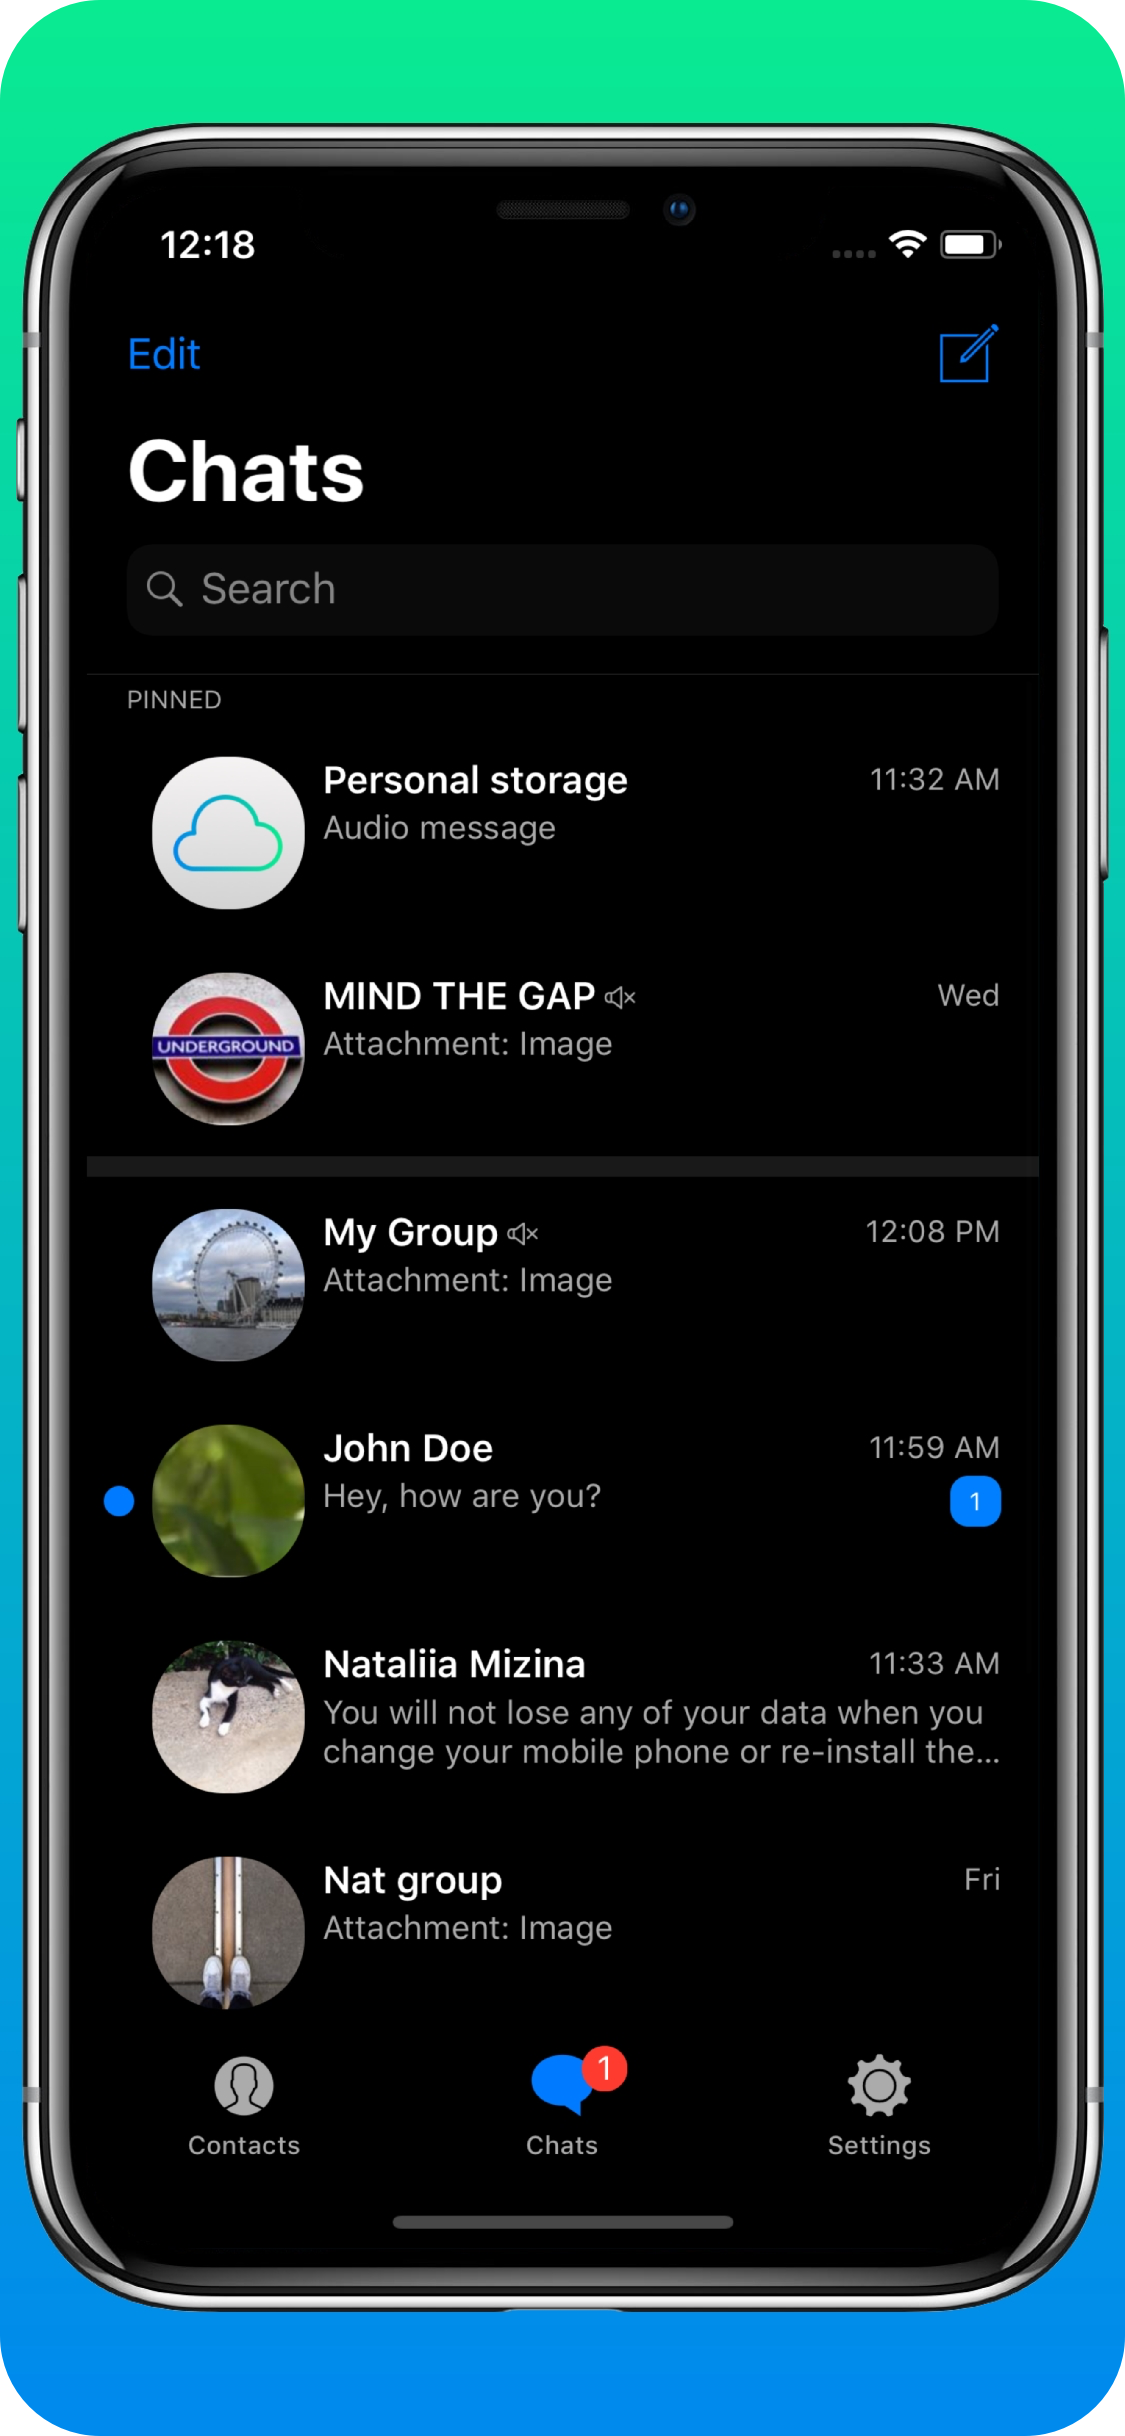 12:18
Edit
Chats
Search
PINNED
Personal storage
11:32 AM
Audio message
UNDERGROUND
MIND THE GAP
Wed
Attachment: Image
My Group
12:08 PM
Attachment: Image
John Doe
11:59 AM
Hey, how are you?
1
Nataliia Mizina
11:33 AM
You will not lose any of your data when you
change your mobile phone or re-install the...
Nat group
Fri
Attachment: Image
1
Contacts
Chats
Settings